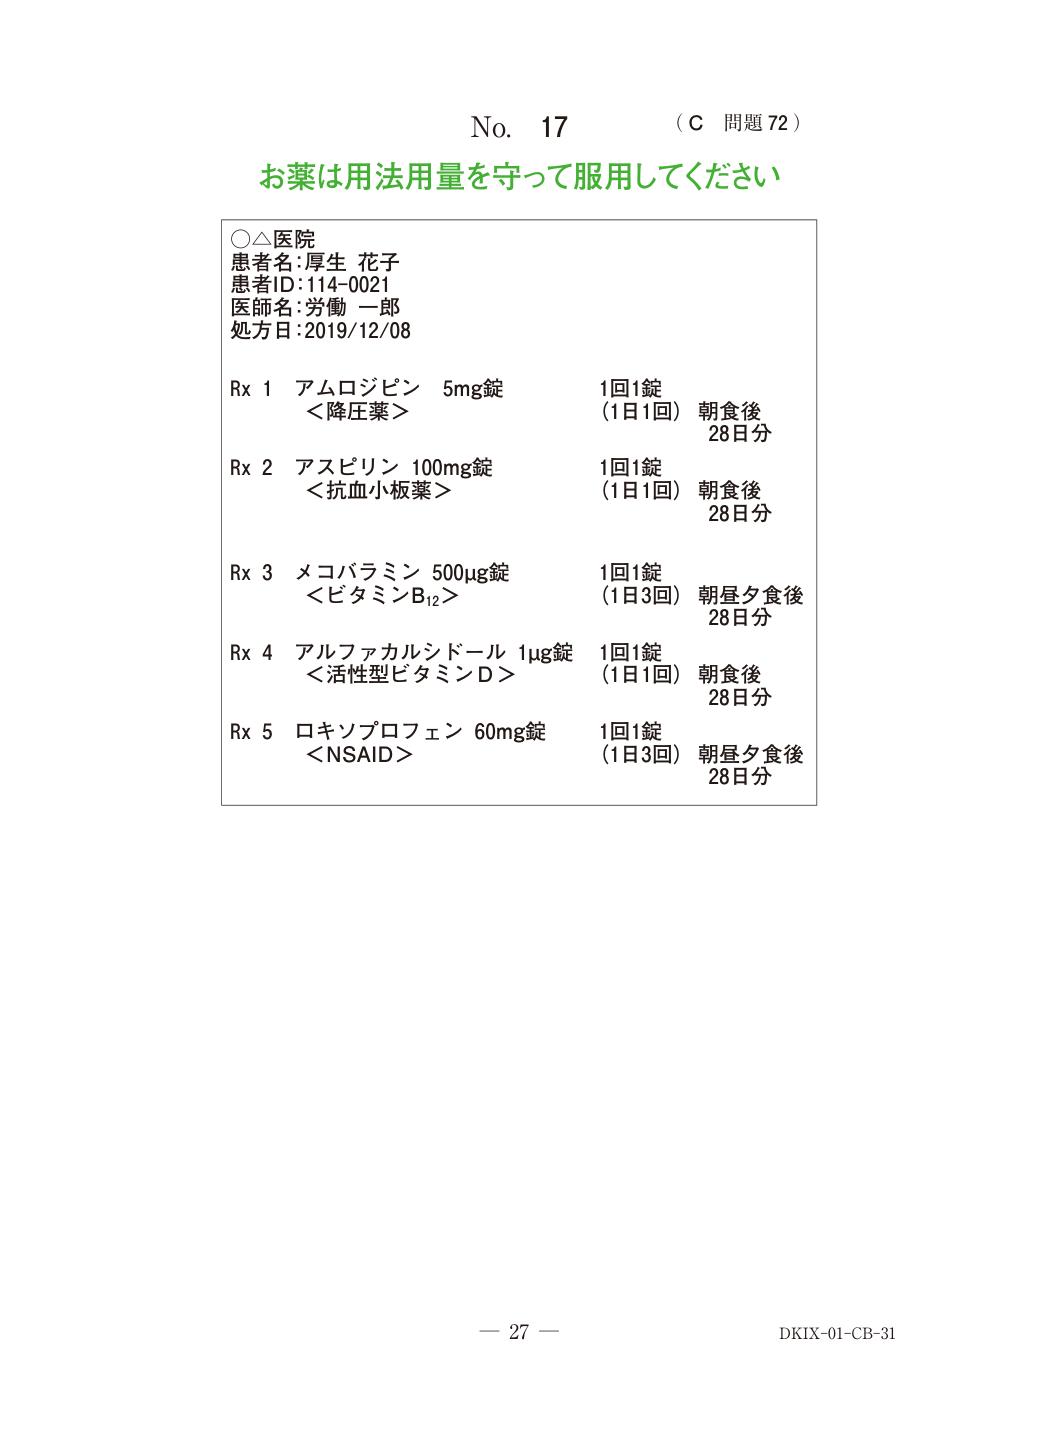 No. 17 （C 問題72）
お薬は用法用量を守って服用してください
○△医院
患者名：厚生 花子
患者ID：114-0021
医師名：労働 一郎
処方日：2019/12/08
Rx 1 アムロジピン 5mg錠 1回1錠
＜降圧薬＞ （1日1回） 朝食後
28日分
Rx 2 アスピリン 100mg錠 1回1錠
＜抗血小板薬＞ （1日1回） 朝食後
28日分
Rx 3 メコバラミン 500μg錠 1回1錠
＜ビタミンB₁₂＞ （1日3回） 朝昼夕食後
28日分
Rx 4 アルファカルシドール 1μg錠 1回1錠
＜活性型ビタミンD＞ （1日1回） 朝食後
28日分
Rx 5 ロキソプロフェン 60mg錠 1回1錠
＜NSAID＞ （1日3回） 朝昼夕食後
28日分
— 27 — DKIX-01-CB-31